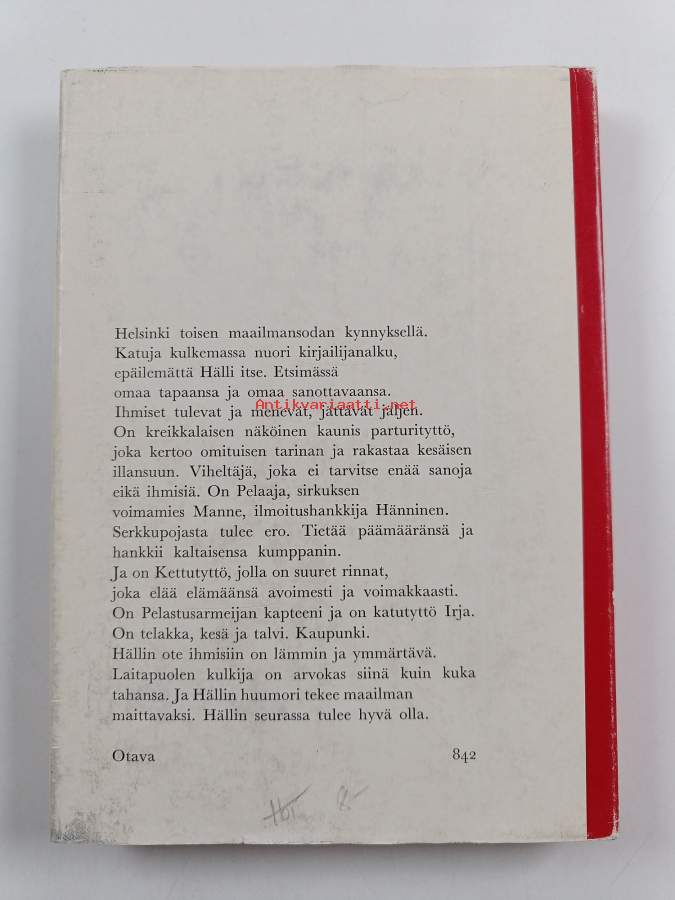 Helsinki toisen maailmansodan kynnyksellä.
Katuja kulkemassa nuori kirjailijanalku,
epäilemättä Hälli itse. Etsimässä
omaa tapaansa ja omaa sanottavaansa.
Antikvariaatti.net
Ihmiset tulevat ja menevät, jättävät jäljen.
On kreikkalaisen näköinen kaunis parturityttö,
joka kertoo omituisen tarinan ja rakastaa kesäisen
illansuun. Viheltäjä, joka ei tarvitse enää sanoja
eikä ihmisiä. On Pelaaja, sirkuksen
voimamies Manne, ilmoitushankkija Hänninen.
Serkkupojasta tulee ero. Tietää päämääränsä ja
hankkii kaltaisensa kumppanin.
Ja on Kettutyttö, jolla on suuret rinnat,
joka elää elämäänsä avoimesti ja voimakkaasti.
On Pelastusarmeijan kapteeni ja on katutyttö Irja.
On telakka, kesä ja talvi. Kaupunki.
Hällin ote ihmisiin on lämmin ja ymmärtävä.
Laitapuolen kulkija on arvokas siinä kuin kuka
tahansa. Ja Hällin huumori tekee maailman
maittavaksi. Hällin seurassa tulee hyvä olla.
Otava 842